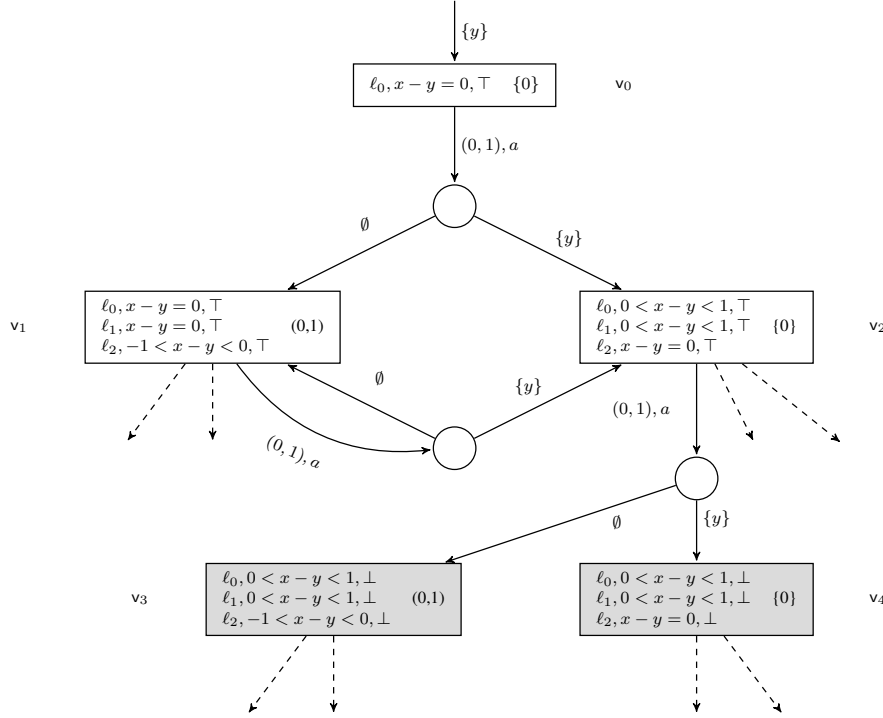 {y}
ℓ₀, x − y = 0, ⊤ {0}
v₀
(0, 1), a
∅
{y}
v₁
ℓ₀, x − y = 0, ⊤
ℓ₁, x − y = 0, ⊤ (0,1)
ℓ₂, −1 < x − y < 0, ⊤
ℓ₀, 0 < x − y < 1, ⊤
ℓ₁, 0 < x − y < 1, ⊤ {0}
ℓ₂, x − y = 0, ⊤
v₂
∅
{y}
(0, 1), a
(0, 1), a
∅
{y}
v₃
ℓ₀, 0 < x − y < 1, ⊥
ℓ₁, 0 < x − y < 1, ⊥ (0,1)
ℓ₂, −1 < x − y < 0, ⊥
ℓ₀, 0 < x − y < 1, ⊥
ℓ₁, 0 < x − y < 1, ⊥ {0}
ℓ₂, x − y = 0, ⊥
v₄